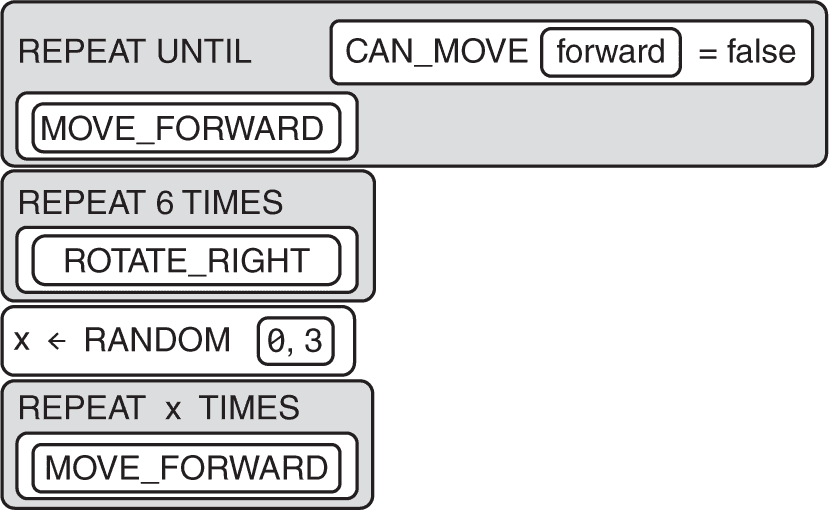 REPEAT UNTIL CAN_MOVE forward = false
MOVE_FORWARD
REPEAT 6 TIMES
ROTATE_RIGHT
x ← RANDOM 0, 3
REPEAT x TIMES
MOVE_FORWARD